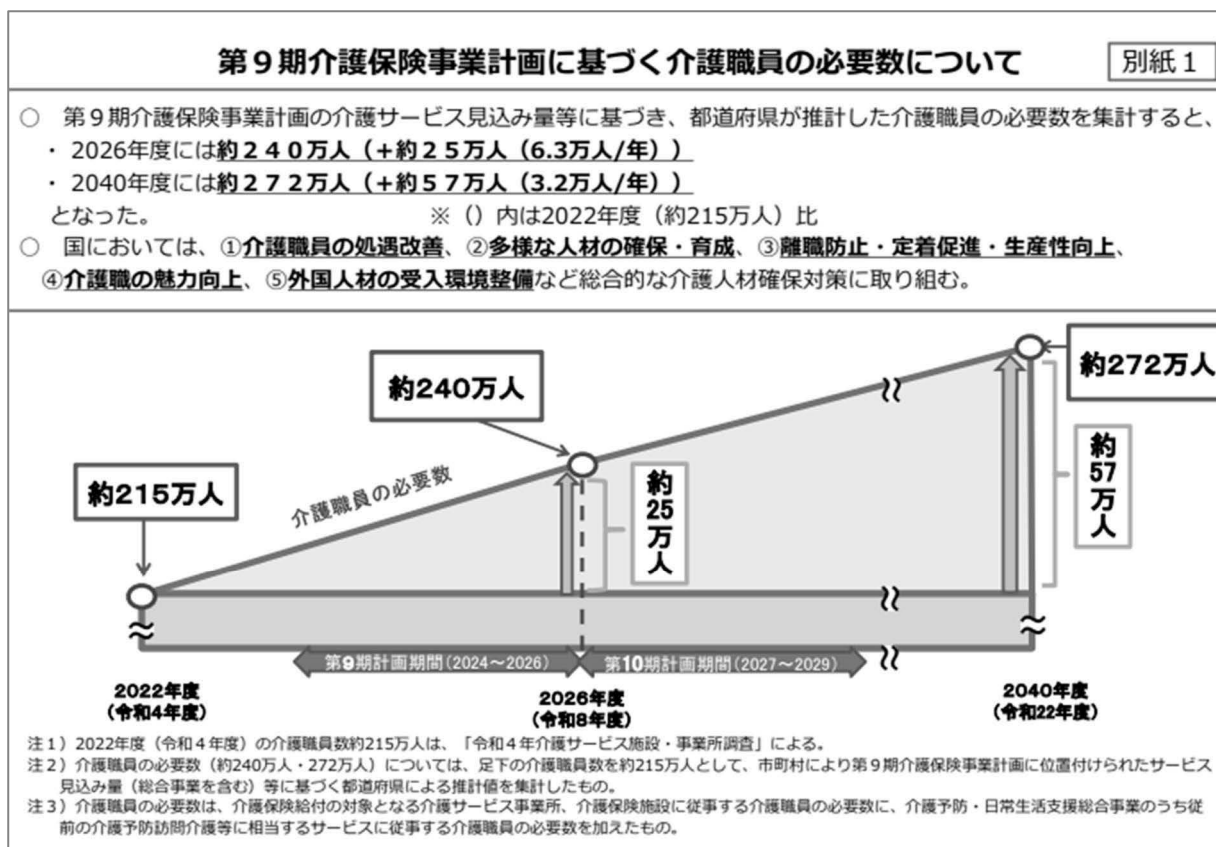 第９期介護保険事業計画に基づく介護職員の必要数について
別紙１
○　第９期介護保険事業計画の介護サービス見込み量等に基づき、都道府県が推計した介護職員の必要数を集計すると、
・ 2026年度には約２４０万人（＋約２５万人（6.3万人/年））
・ 2040年度には約２７２万人（＋約５７万人（3.2万人/年））
となった。　※（）内は2022年度（約215万人）比
○　国においては、①介護職員の処遇改善、②多様な人材の確保・育成、③離職防止・定着促進・生産性向上、
④介護職の魅力向上、⑤外国人材の受入環境整備など総合的な介護人材確保対策に取り組む。
約272万人
約240万人
約215万人
介護職員の必要数
約25万人
約57万人
第9期計画期間（2024～2026）
第10期計画期間（2027～2029）
2022年度
（令和4年度）
2026年度
（令和8年度）
2040年度
（令和22年度）
注１）2022年度（令和４年度）の介護職員数約215万人は、「令和４年介護サービス施設・事業所調査」による。
注２）介護職員の必要数（約240万人・272万人）については、足下の介護職員数を約215万人として、市町村により第９期介護保険事業計画に位置付けられたサービス
見込み量（総合事業を含む）等に基づく都道府県による推計値を集計したもの。
注３）介護職員の必要数は、介護保険給付の対象となる介護サービス事業所、介護保険施設に従事する介護職員の必要数に、介護予防・日常生活支援総合事業のうち従
前の介護予防訪問介護等に相当するサービスに従事する介護職員の必要数を加えたもの。